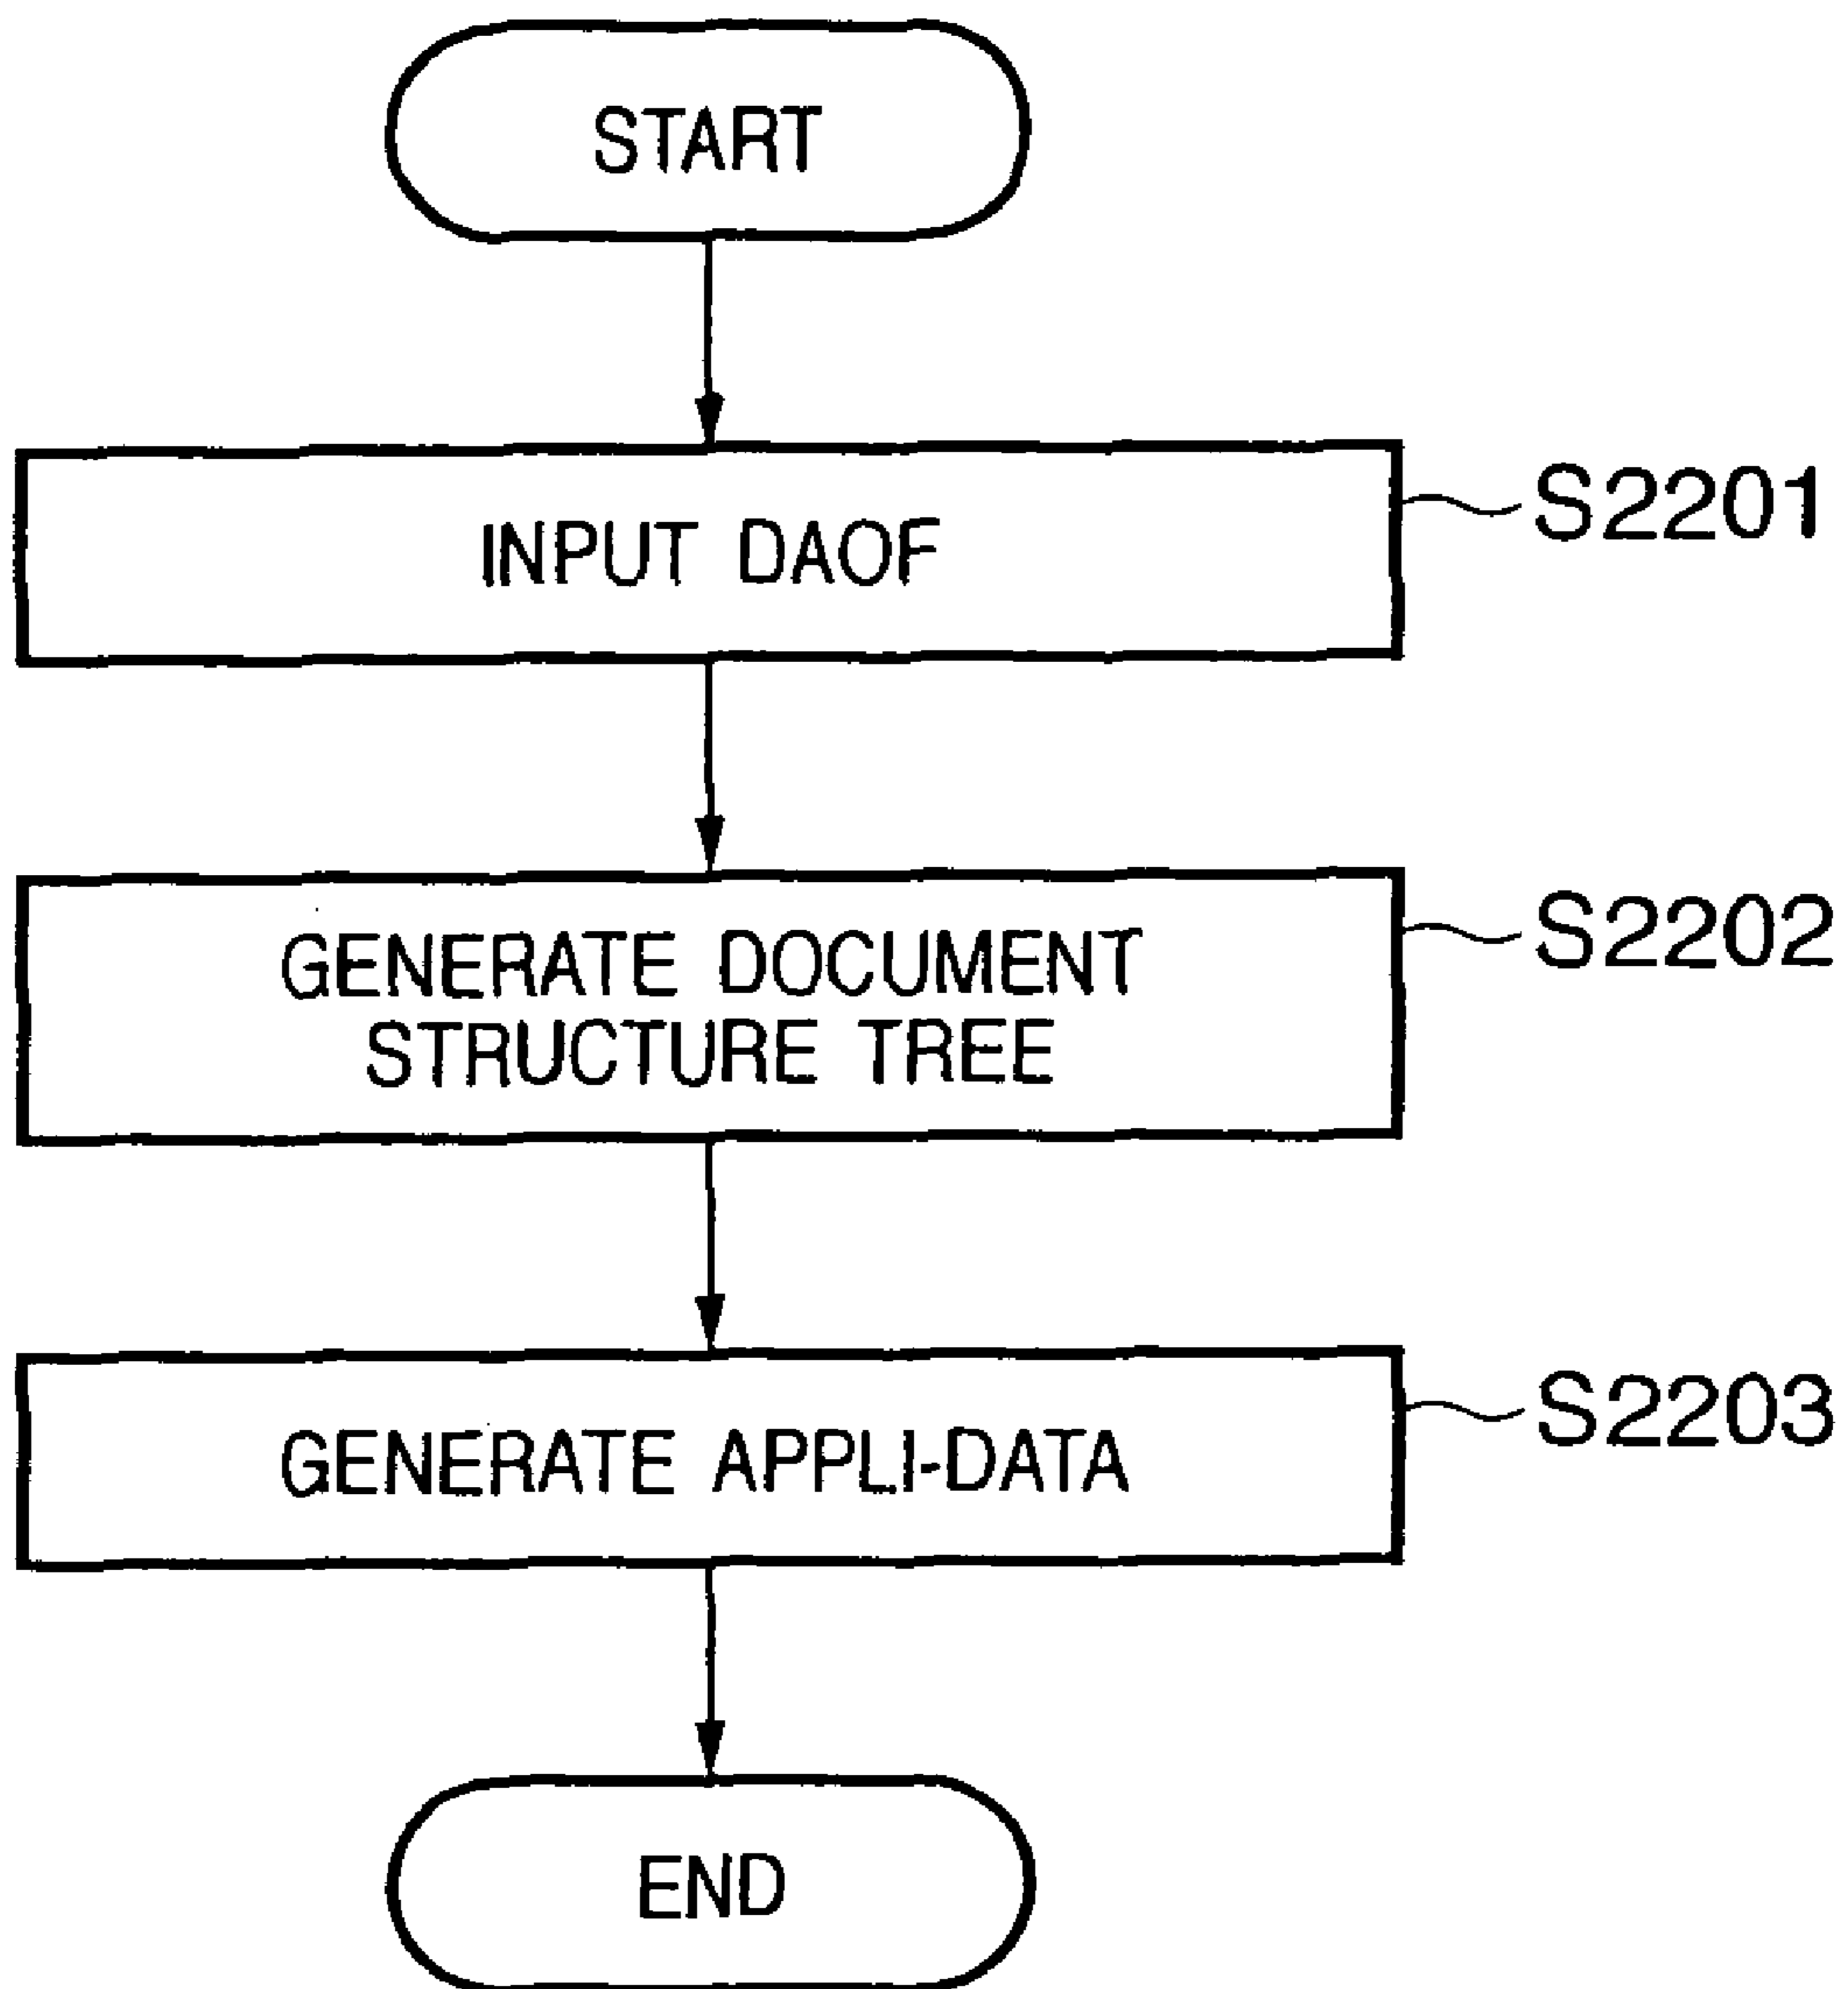 START
INPUT DAOF
S2201
GENERATE DOCUMENT
STRUCTURE TREE
S2202
GENERATE APPLI-DATA
S2203
END